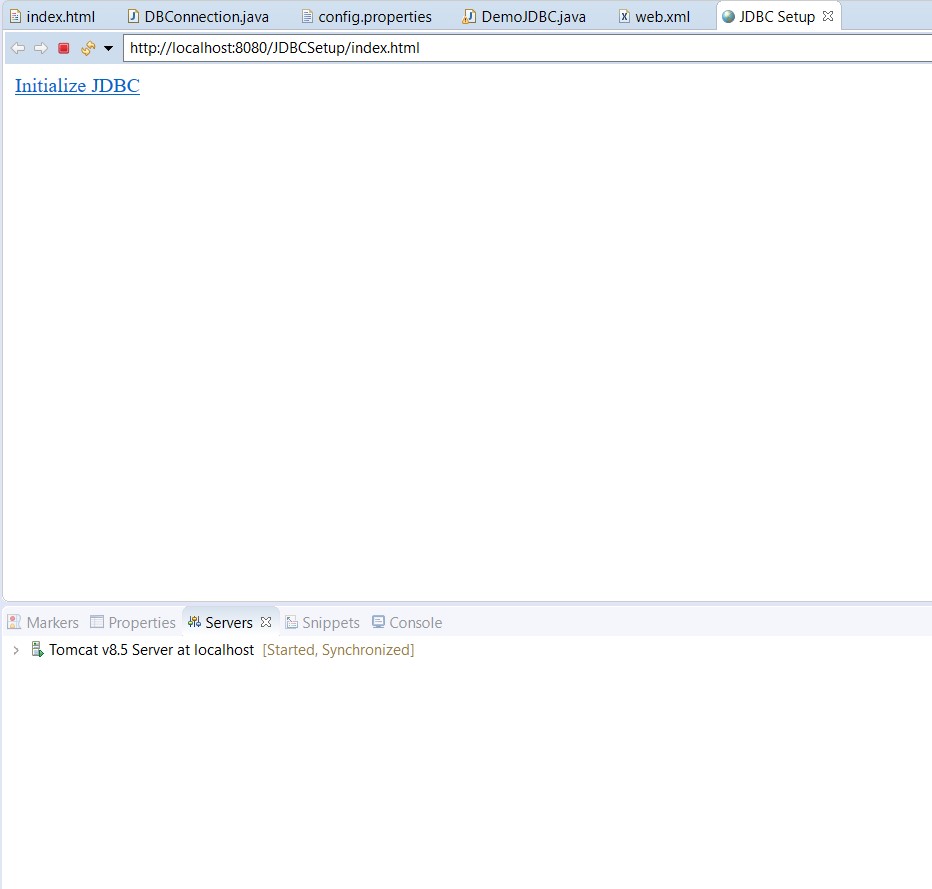 index.html DBConnection.java config.properties DemoJDBC.java web.xml JDBC Setup
http://localhost:8080/JDBCSetup/index.html
Initialize JDBC
Markers Properties Servers Snippets Console
Tomcat v8.5 Server at localhost [Started, Synchronized]